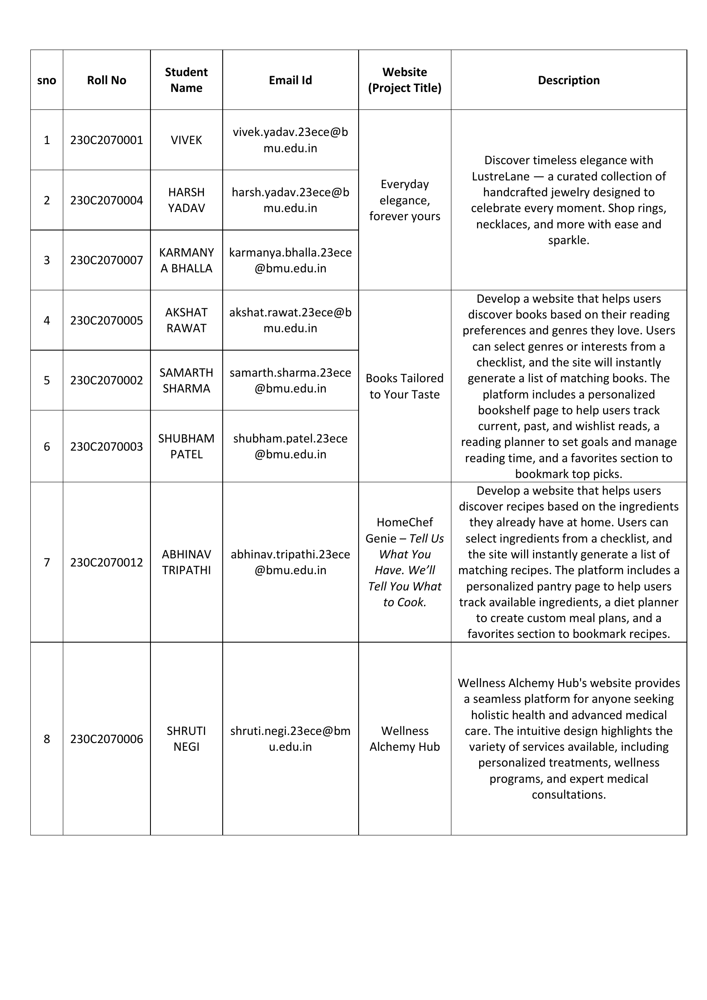 sno
Roll No
Student
Name
Email Id
Website
(Project Title)
Description
1
230C2070001
VIVEK
vivek.yadav.23ece@b
mu.edu.in
2
230C2070004
HARSH
YADAV
harsh.yadav.23ece@b
mu.edu.in
3
230C2070007
KARMANY
A BHALLA
karmanya.bhalla.23ece
@bmu.edu.in
Everyday
elegance,
forever yours
Discover timeless elegance with
LustreLane — a curated collection of
handcrafted jewelry designed to
celebrate every moment. Shop rings,
necklaces, and more with ease and
sparkle.
4
230C2070005
AKSHAT
RAWAT
akshat.rawat.23ece@b
mu.edu.in
5
230C2070002
SAMARTH
SHARMA
samarth.sharma.23ece
@bmu.edu.in
6
230C2070003
SHUBHAM
PATEL
shubham.patel.23ece
@bmu.edu.in
Books Tailored
to Your Taste
Develop a website that helps users
discover books based on their reading
preferences and genres they love. Users
can select genres or interests from a
checklist, and the site will instantly
generate a list of matching books. The
platform includes a personalized
bookshelf page to help users track
current, past, and wishlist reads, a
reading planner to set goals and manage
reading time, and a favorites section to
bookmark top picks.
7
230C2070012
ABHINAV
TRIPATHI
abhinav.tripathi.23ece
@bmu.edu.in
HomeChef
Genie – Tell Us
What You
Have. We’ll
Tell You What
to Cook.
Develop a website that helps users
discover recipes based on the ingredients
they already have at home. Users can
select ingredients from a checklist, and
the site will instantly generate a list of
matching recipes. The platform includes a
personalized pantry page to help users
track available ingredients, a diet planner
to create custom meal plans, and a
favorites section to bookmark recipes.
8
230C2070006
SHRUTI
NEGI
shruti.negi.23ece@bm
u.edu.in
Wellness
Alchemy Hub
Wellness Alchemy Hub's website provides
a seamless platform for anyone seeking
holistic health and advanced medical
care. The intuitive design highlights the
variety of services available, including
personalized treatments, wellness
programs, and expert medical
consultations.